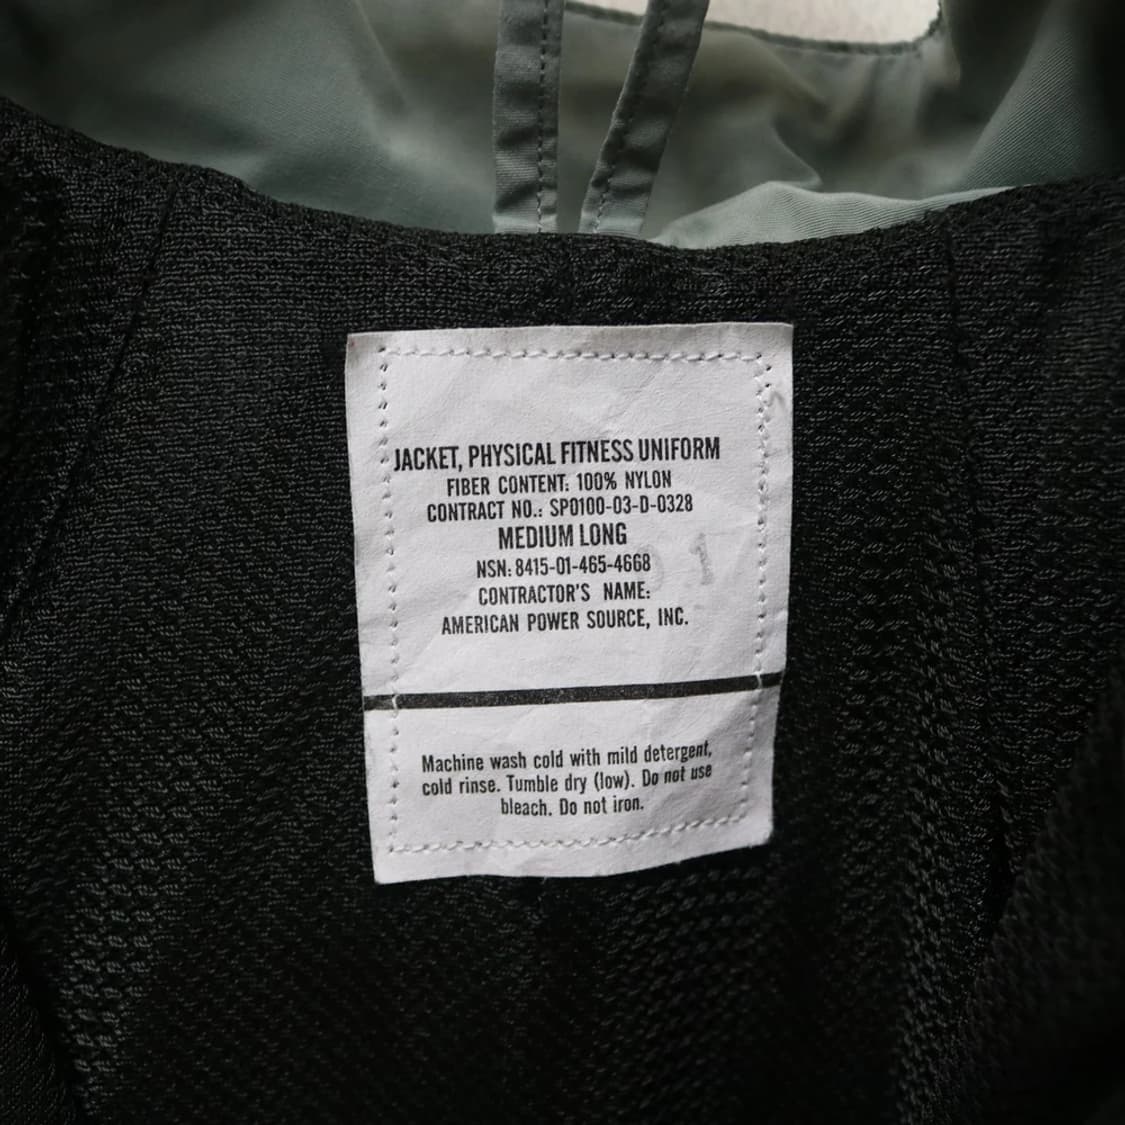 JACKET, PHYSICAL FITNESS UNIFORM
FIBER CONTENT: 100% NYLON
CONTRACT NO.: SPO100-03-D-0328
MEDIUM LONG
NSN: 8415-01-465-4668
CONTRACTOR'S NAME:
AMERICAN POWER SOURCE, INC.
Machine wash cold with mild detergent,
cold rinse. Tumble dry (low). Do not use
bleach. Do not iron.